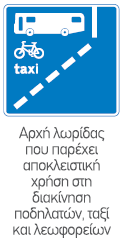 taxi
Αρχή λωρίδας
που παρέχει
αποκλειστική
χρήση στη
διακίνηση
ποδηλατών, ταξί
και λεωφορείων